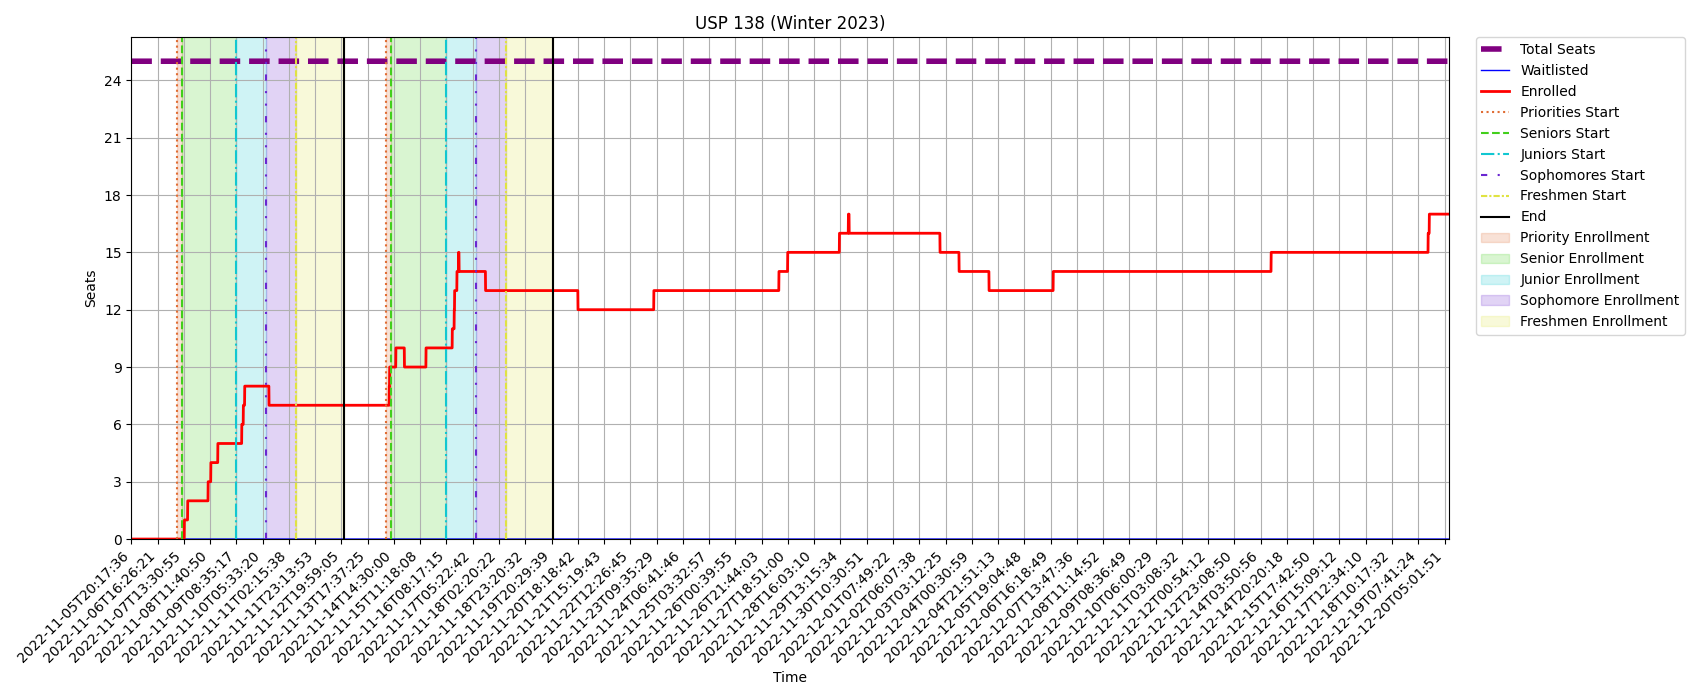 USP 138 (Winter 2023)
Seats
24
21
18
15
12
9
6
3
0
2022-11-05T20:17:36
2022-11-06T16:26:21
2022-11-07T13:30:55
2022-11-08T11:40:50
2022-11-09T08:35:17
2022-11-10T05:33:20
2022-11-11T02:15:38
2022-11-11T23:13:53
2022-11-12T19:59:05
2022-11-13T17:37:25
2022-11-14T14:30:00
2022-11-15T11:18:08
2022-11-16T08:17:15
2022-11-17T05:22:42
2022-11-18T02:20:22
2022-11-18T23:20:32
2022-11-19T20:29:39
2022-11-20T18:18:42
2022-11-21T15:19:43
2022-11-22T12:26:45
2022-11-23T09:35:29
2022-11-24T06:41:46
2022-11-25T03:32:57
2022-11-26T00:39:55
2022-11-26T21:44:03
2022-11-27T18:51:00
2022-11-28T16:03:10
2022-11-29T13:15:34
2022-11-30T10:30:51
2022-12-01T07:49:22
2022-12-02T06:07:38
2022-12-03T03:12:25
2022-12-04T00:30:59
2022-12-04T21:51:13
2022-12-05T19:04:48
2022-12-06T16:18:49
2022-12-07T13:47:36
2022-12-08T11:14:52
2022-12-09T08:36:49
2022-12-10T06:00:29
2022-12-11T03:08:32
2022-12-12T00:54:12
2022-12-12T23:08:50
2022-12-14T03:50:56
2022-12-14T20:20:18
2022-12-15T17:42:50
2022-12-16T15:09:12
2022-12-17T12:34:10
2022-12-18T10:17:32
2022-12-19T07:41:24
2022-12-20T05:01:51
Time
Total Seats
Waitlisted
Enrolled
Priorities Start
Seniors Start
Juniors Start
Sophomores Start
Freshmen Start
End
Priority Enrollment
Senior Enrollment
Junior Enrollment
Sophomore Enrollment
Freshmen Enrollment